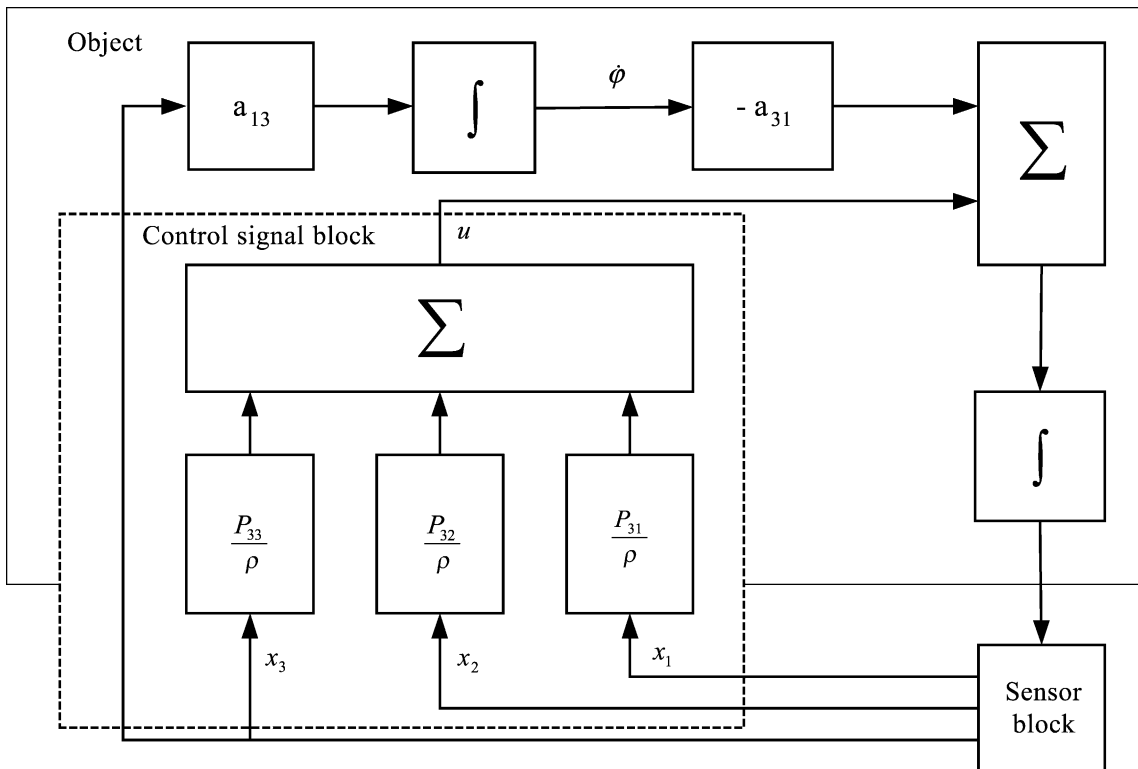 Object
a₁₃
∫
φ̇
- a₃₁
∑
Control signal block
u
∑
∫
P₃₃/ρ
P₃₂/ρ
P₃₁/ρ
x₃
x₂
x₁
Sensor
block